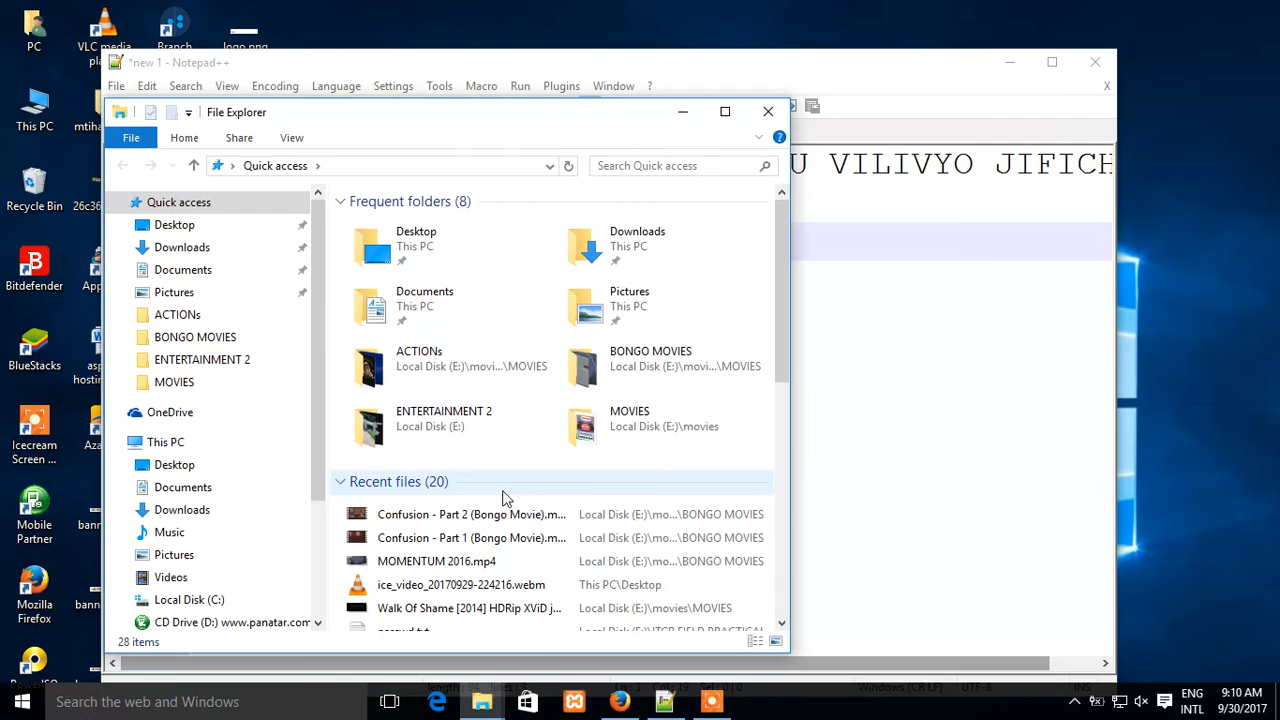 PC
VLC media
pla
Branch
logo.png
*new 1 - Notepad++
File Edit Search View Encoding Language Settings Tools Macro Run Plugins Window ? X
This PC
mtiha
Recycle Bin
26c36
Bitdefender
App
BlueStacks
asp
hosting
Icecream
Screen ...
Aza
Mobile
Partner
bann
Mozilla
Firefox
bann
PowerISO
U VILIVYO JIFICH
File Explorer
File Home Share View
Quick access
Search Quick access
Quick access
Desktop
Downloads
Documents
Pictures
ACTIONs
BONGO MOVIES
ENTERTAINMENT 2
MOVIES
OneDrive
This PC
Desktop
Documents
Downloads
Music
Pictures
Videos
Local Disk (C:)
CD Drive (D:) www.panatar.com
Frequent folders (8)
Desktop
This PC
Downloads
This PC
Documents
This PC
Pictures
This PC
ACTIONs
Local Disk (E:)\movi...\MOVIES
BONGO MOVIES
Local Disk (E:)\movi...\MOVIES
ENTERTAINMENT 2
Local Disk (E:)
MOVIES
Local Disk (E:)\movies
Recent files (20)
Confusion - Part 2 (Bongo Movie).m... Local Disk (E:)\mo...\BONGO MOVIES
Confusion - Part 1 (Bongo Movie).m... Local Disk (E:)\mo...\BONGO MOVIES
MOMENTUM 2016.mp4 Local Disk (E:)\mo...\BONGO MOVIES
ice_video_20170929-224216.webm This PC\Desktop
Walk Of Shame [2014] HDRip XViD j... Local Disk (E:)\movies\MOVIES
28 items
Windows (CR LF) UTF-8 INS
Search the web and Windows
ENG
INTL
9:10 AM
9/30/2017